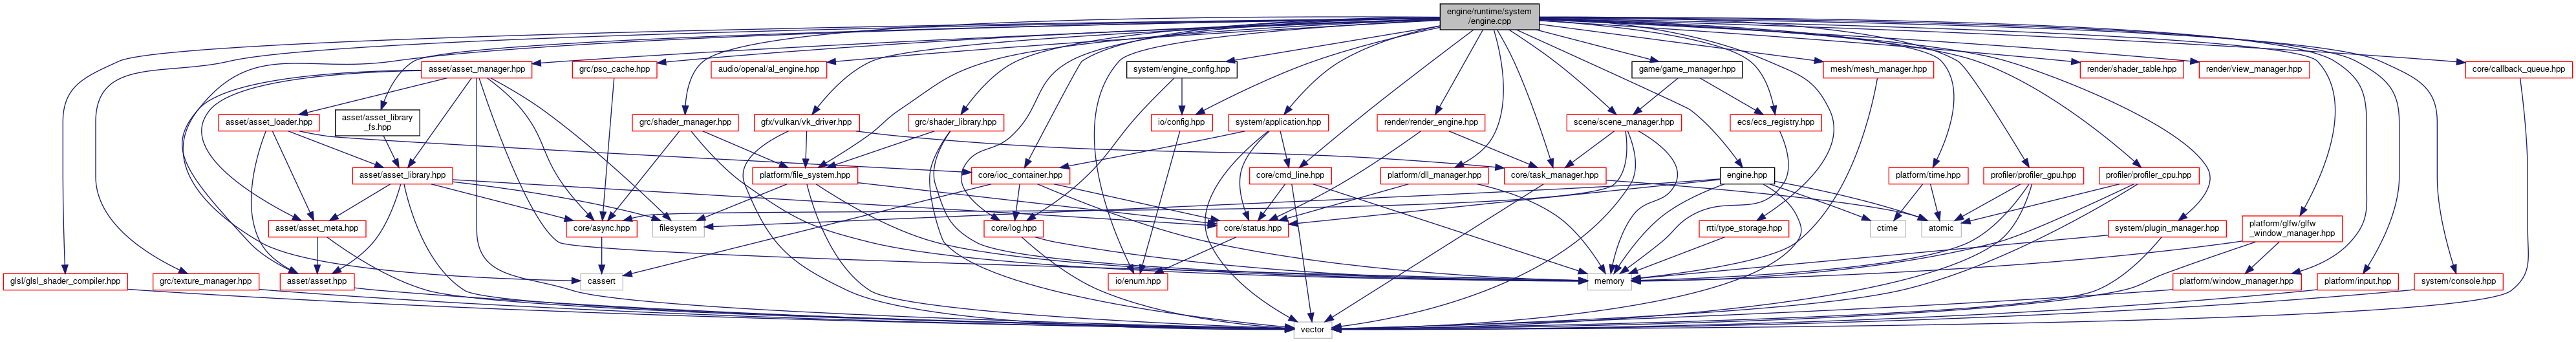 engine/runtime/system
/engine.cpp
asset/asset_manager.hpp
grc/pso_cache.hpp
audio/openal/al_engine.hpp
system/engine_config.hpp
game/game_manager.hpp
mesh/mesh_manager.hpp
render/shader_table.hpp
render/view_manager.hpp
core/callback_queue.hpp
asset/asset_loader.hpp
asset/asset_library
_fs.hpp
grc/shader_manager.hpp
gfx/vulkan/vk_driver.hpp
grc/shader_library.hpp
io/config.hpp
system/application.hpp
render/render_engine.hpp
scene/scene_manager.hpp
ecs/ecs_registry.hpp
asset/asset_library.hpp
platform/file_system.hpp
core/ioc_container.hpp
core/cmd_line.hpp
platform/dll_manager.hpp
core/task_manager.hpp
engine.hpp
platform/time.hpp
profiler/profiler_gpu.hpp
profiler/profiler_cpu.hpp
asset/asset_meta.hpp
core/async.hpp
filesystem
core/log.hpp
core/status.hpp
rtti/type_storage.hpp
ctime
atomic
system/plugin_manager.hpp
platform/glfw/glfw
_window_manager.hpp
glsl/glsl_shader_compiler.hpp
grc/texture_manager.hpp
asset/asset.hpp
cassert
io/enum.hpp
memory
platform/window_manager.hpp
platform/input.hpp
system/console.hpp
vector